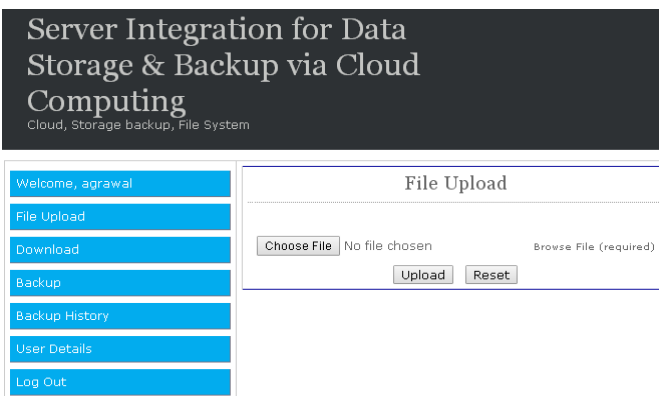 Server Integration for Data
Storage & Backup via Cloud
Computing
Cloud, Storage backup, File System
Welcome, agrawal
File Upload
Download
Backup
Backup History
User Details
Log Out
File Upload
Choose File No file chosen Browse File (required)
Upload Reset